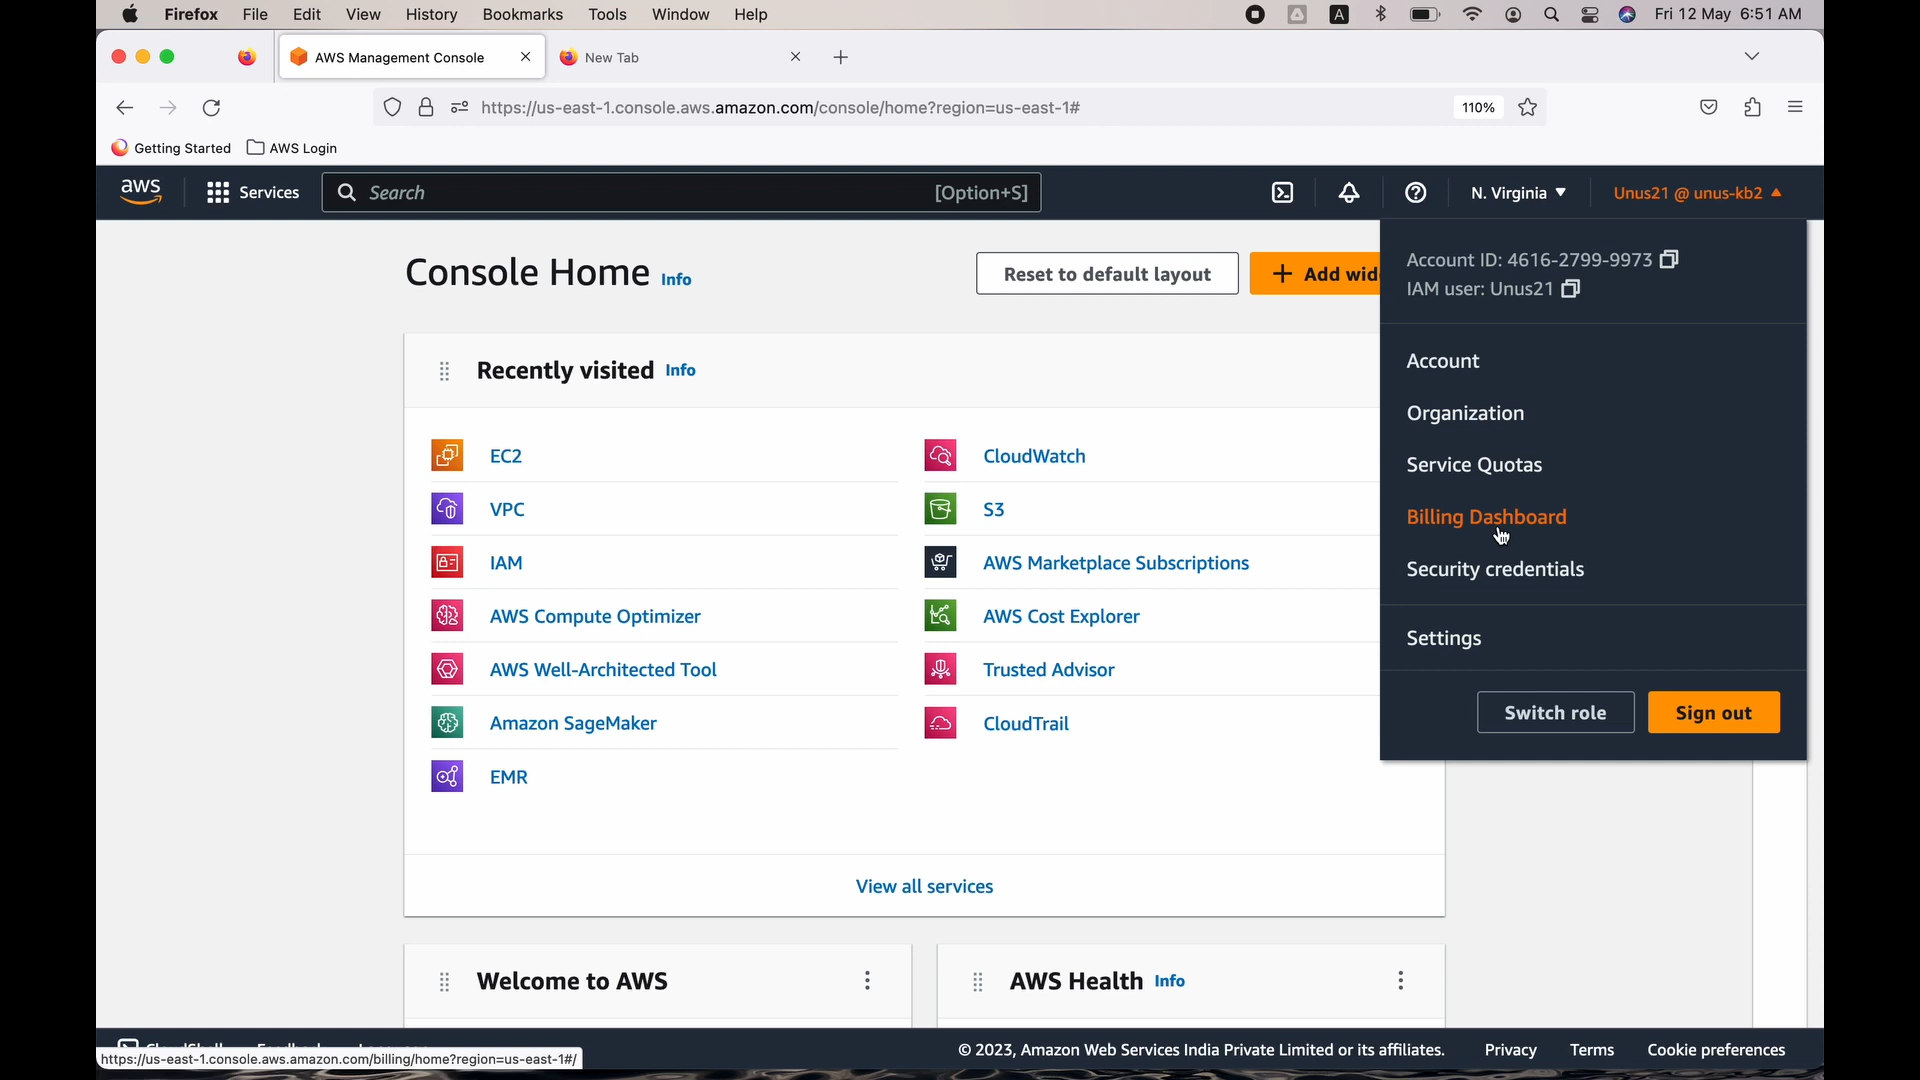 Firefox File Edit View History Bookmarks Tools Window Help A Fri 12 May 6:51 AM
AWS Management Console New Tab
https://us-east-1.console.aws.amazon.com/console/home?region=us-east-1# 110%
Getting Started AWS Login
aws Services Search [Option+S] N. Virginia Unus21 @ unus-kb2
Account ID: 4616-2799-9973
IAM user: Unus21
Console Home Info Reset to default layout + Add wid
Account
Organization
Service Quotas
Billing Dashboard
Security credentials
Settings
Switch role Sign out
Recently visited Info
EC2 CloudWatch
VPC S3
IAM AWS Marketplace Subscriptions
AWS Compute Optimizer AWS Cost Explorer
AWS Well-Architected Tool Trusted Advisor
Amazon SageMaker CloudTrail
EMR
View all services
Welcome to AWS AWS Health Info
© 2023, Amazon Web Services India Private Limited or its affiliates. Privacy Terms Cookie preferences
https://us-east-1.console.aws.amazon.com/billing/home?region=us-east-1#/